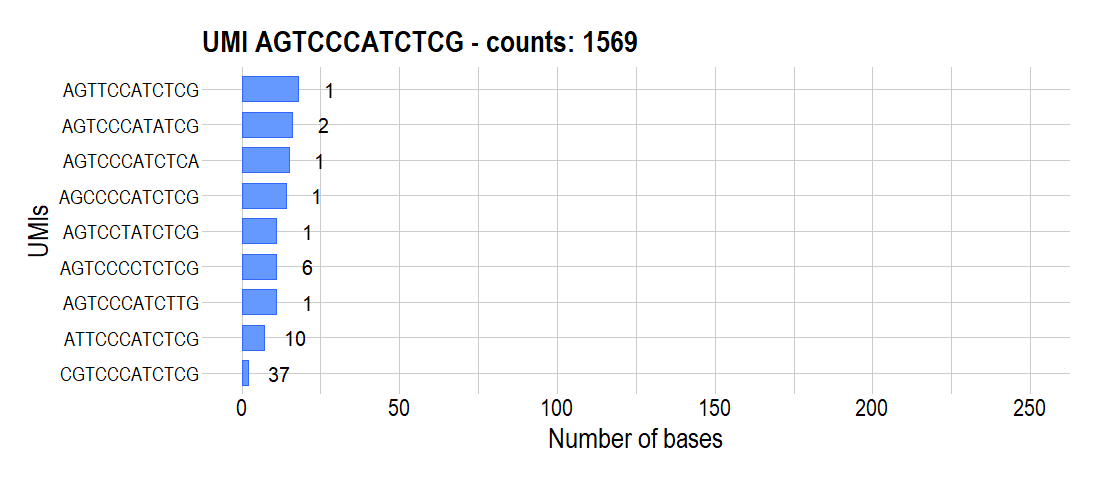 UMI AGTCCCATCTCG - counts: 1569
AGTTCCATCTCG 1
AGTCCCATATCG 2
AGTCCCATCTCA 1
AGCCCCATCTCG 1
AGTCCTATCTCG 1
AGTCCCCTCTCG 6
AGTCCCATCTTG 1
ATTCCCATCTCG 10
CGTCCCATCTCG 37
UMIs
0 50 100 150 200 250
Number of bases